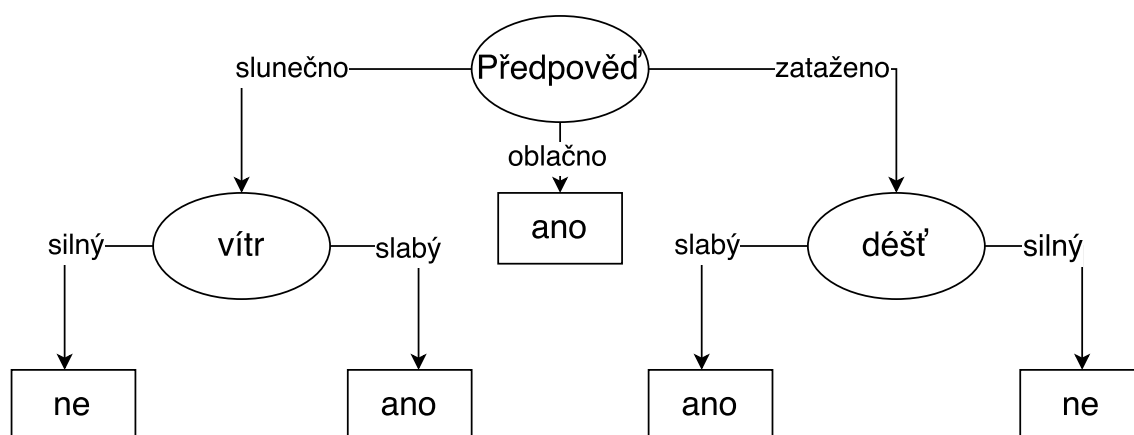 Předpověď
slunečno
zataženo
oblačno
ano
vítr
déšť
silný
slabý
slabý
silný
ne
ano
ano
ne